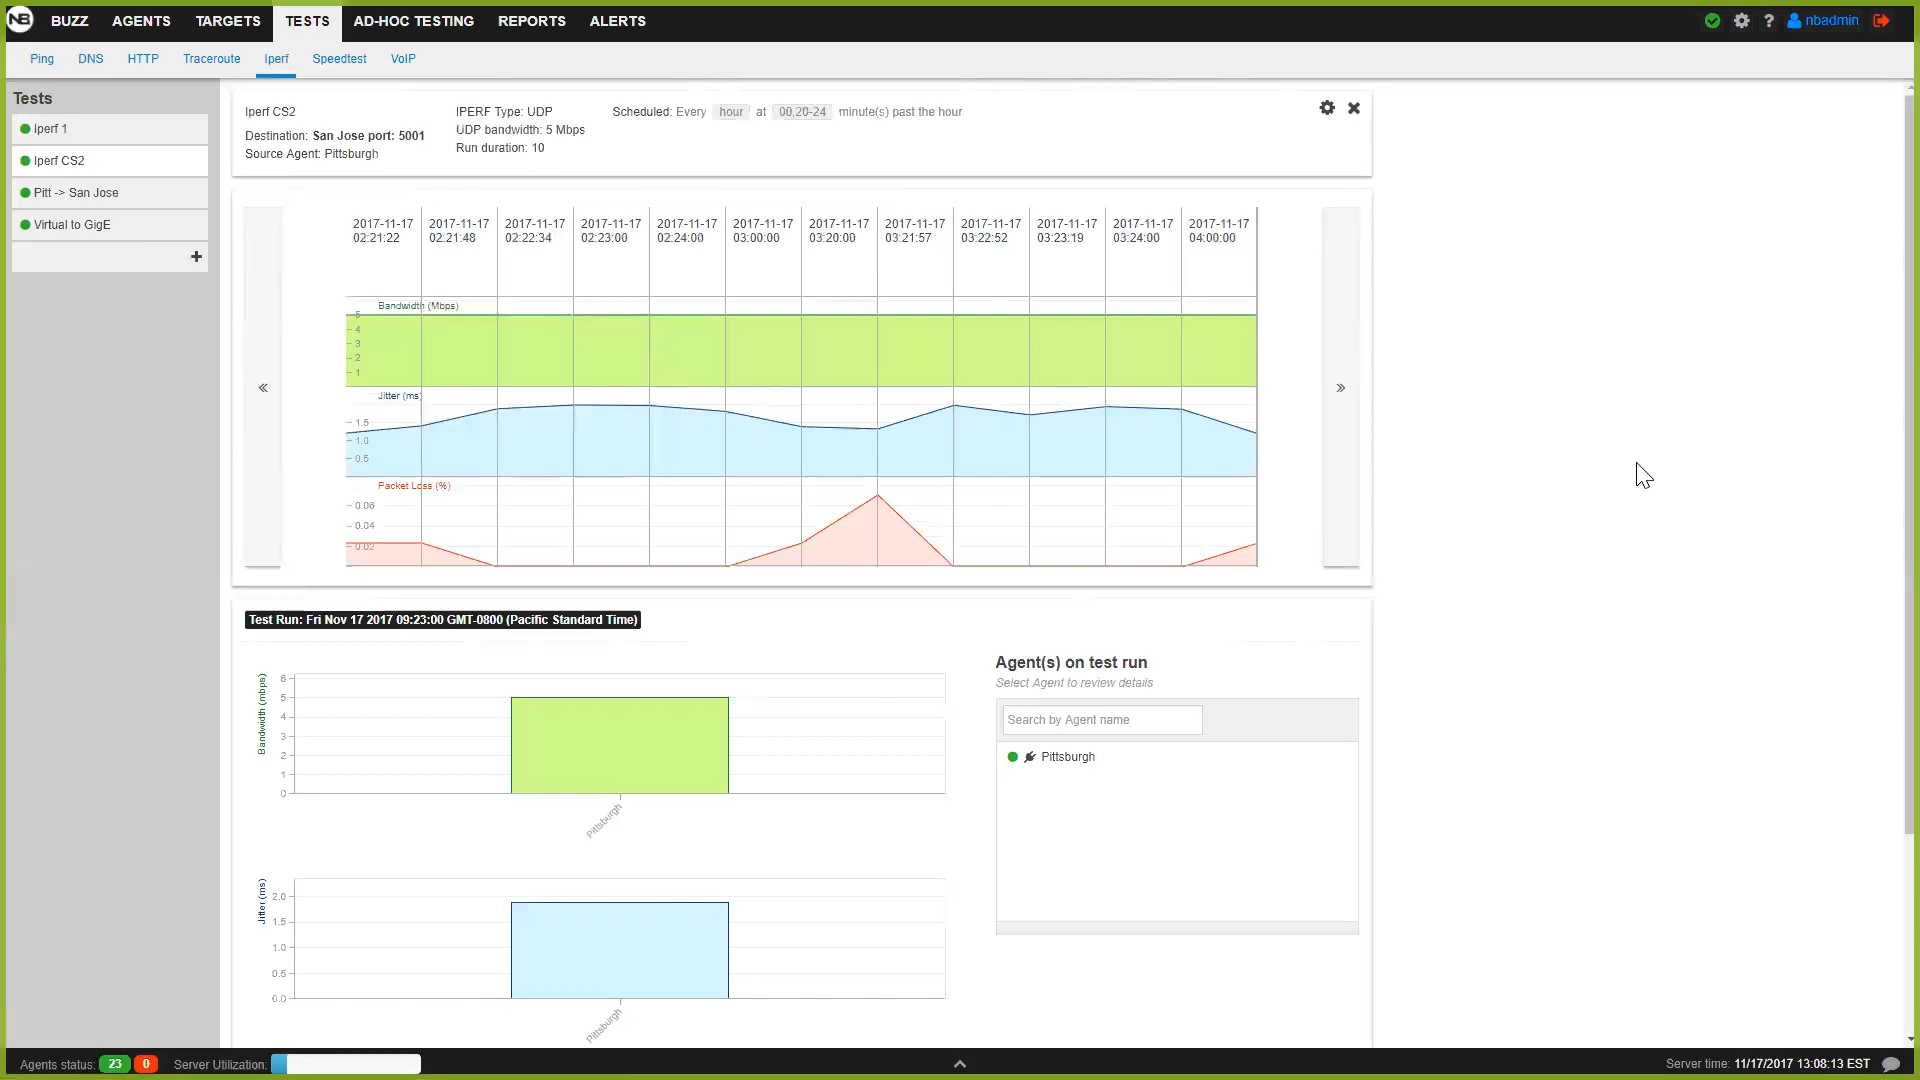 NB BUZZ AGENTS TARGETS TESTS AD-HOC TESTING REPORTS ALERTS ? nbadmin
Ping DNS HTTP Traceroute Iperf Speedtest VoIP
Tests
Iperf 1
Iperf CS2
Pitt -> San Jose
Virtual to GigE
+
Iperf CS2
Destination: San Jose port: 5001
Source Agent: Pittsburgh
IPERF Type: UDP
UDP bandwidth: 5 Mbps
Run duration: 10
Scheduled: Every hour at 00,20-24 minute(s) past the hour
2017-11-17 2017-11-17 2017-11-17 2017-11-17 2017-11-17 2017-11-17 2017-11-17 2017-11-17 2017-11-17 2017-11-17 2017-11-17 2017-11-17
02:21:22 02:21:48 02:22:34 02:23:00 02:24:00 03:00:00 03:20:00 03:21:57 03:22:52 03:23:19 03:24:00 04:00:00
Bandwidth (Mbps)
5
4
3
2
1
«
»
Jitter (ms)
1.5
1.0
0.5
Packet Loss (%)
0.06
0.04
0.02
Test Run: Fri Nov 17 2017 09:23:00 GMT-0800 (Pacific Standard Time)
Bandwidth (mbps)
6
5
4
3
2
1
0
Pittsburgh
Jitter (ms)
2.0
1.5
1.0
0.5
0.0
Pittsburgh
Agent(s) on test run
Select Agent to review details
Search by Agent name
Pittsburgh
Agents status: 23 0 Server Utilization: Server time: 11/17/2017 13:08:13 EST